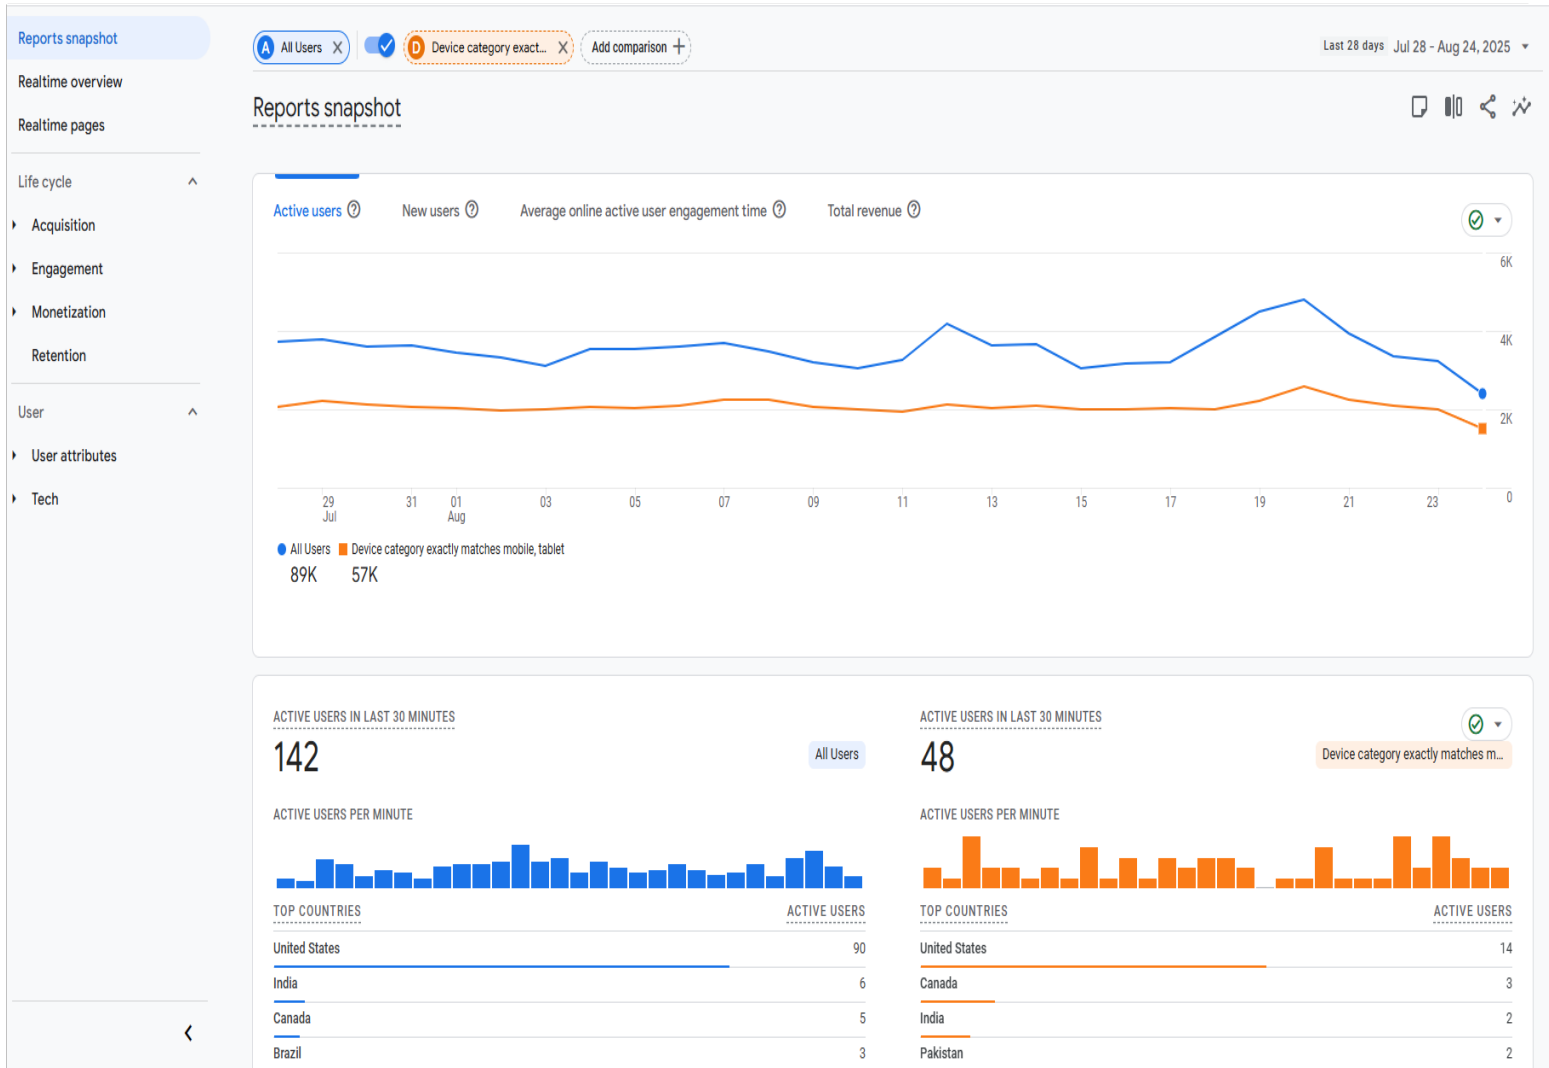 Reports snapshot
Realtime overview
Realtime pages
Life cycle
Acquisition
Engagement
Monetization
Retention
User
User attributes
Tech
A All Users
D Device category exact...
Add comparison
Last 28 days Jul 28 - Aug 24, 2025
Reports snapshot
Active users
New users
Average online active user engagement time
Total revenue
6K
4K
2K
0
29 Jul
31
01 Aug
03
05
07
09
11
13
15
17
19
21
23
All Users
89K
Device category exactly matches mobile, tablet
57K
ACTIVE USERS IN LAST 30 MINUTES
142
All Users
ACTIVE USERS PER MINUTE
TOP COUNTRIES ACTIVE USERS
United States 90
India 6
Canada 5
Brazil 3
ACTIVE USERS IN LAST 30 MINUTES
48
Device category exactly matches m...
ACTIVE USERS PER MINUTE
TOP COUNTRIES ACTIVE USERS
United States 14
Canada 3
India 2
Pakistan 2